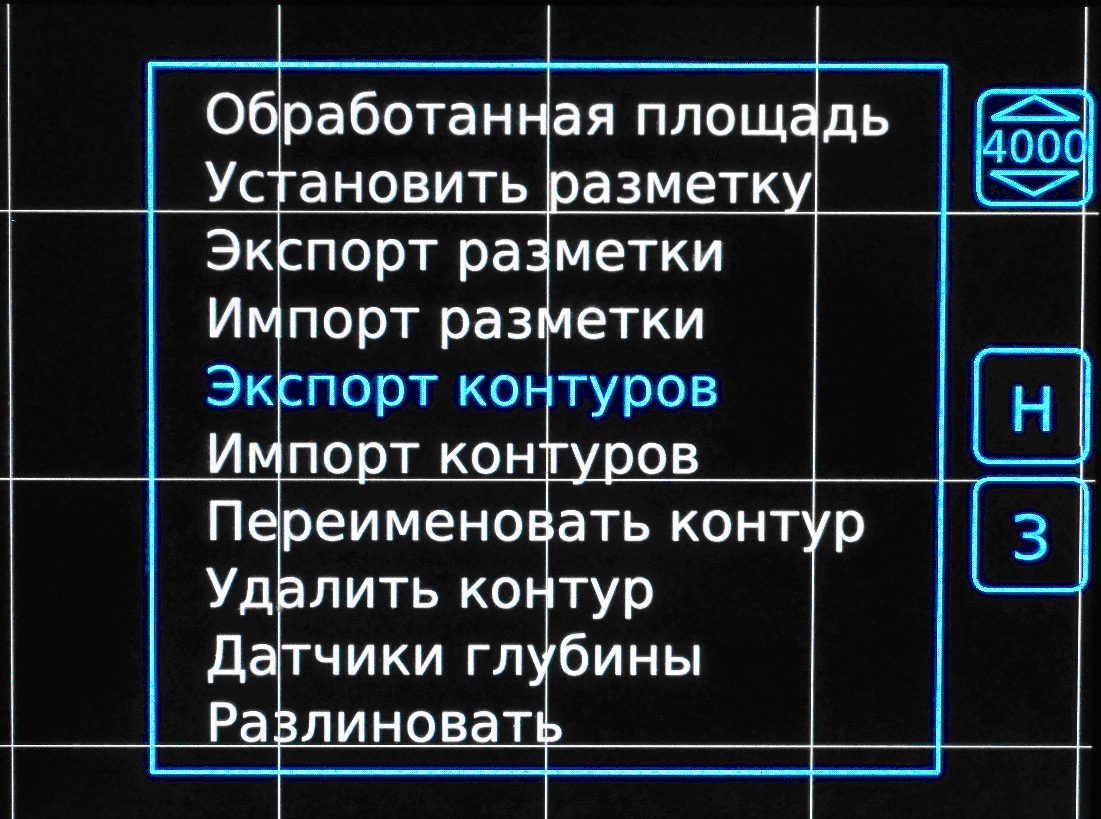 Обработанная площадь
4000
Установить разметку
Экспорт разметки
Импорт разметки
Экспорт контуров
Н
Импорт контуров
Переименовать контур
З
Удалить контур
Датчики глубины
Разлиновать